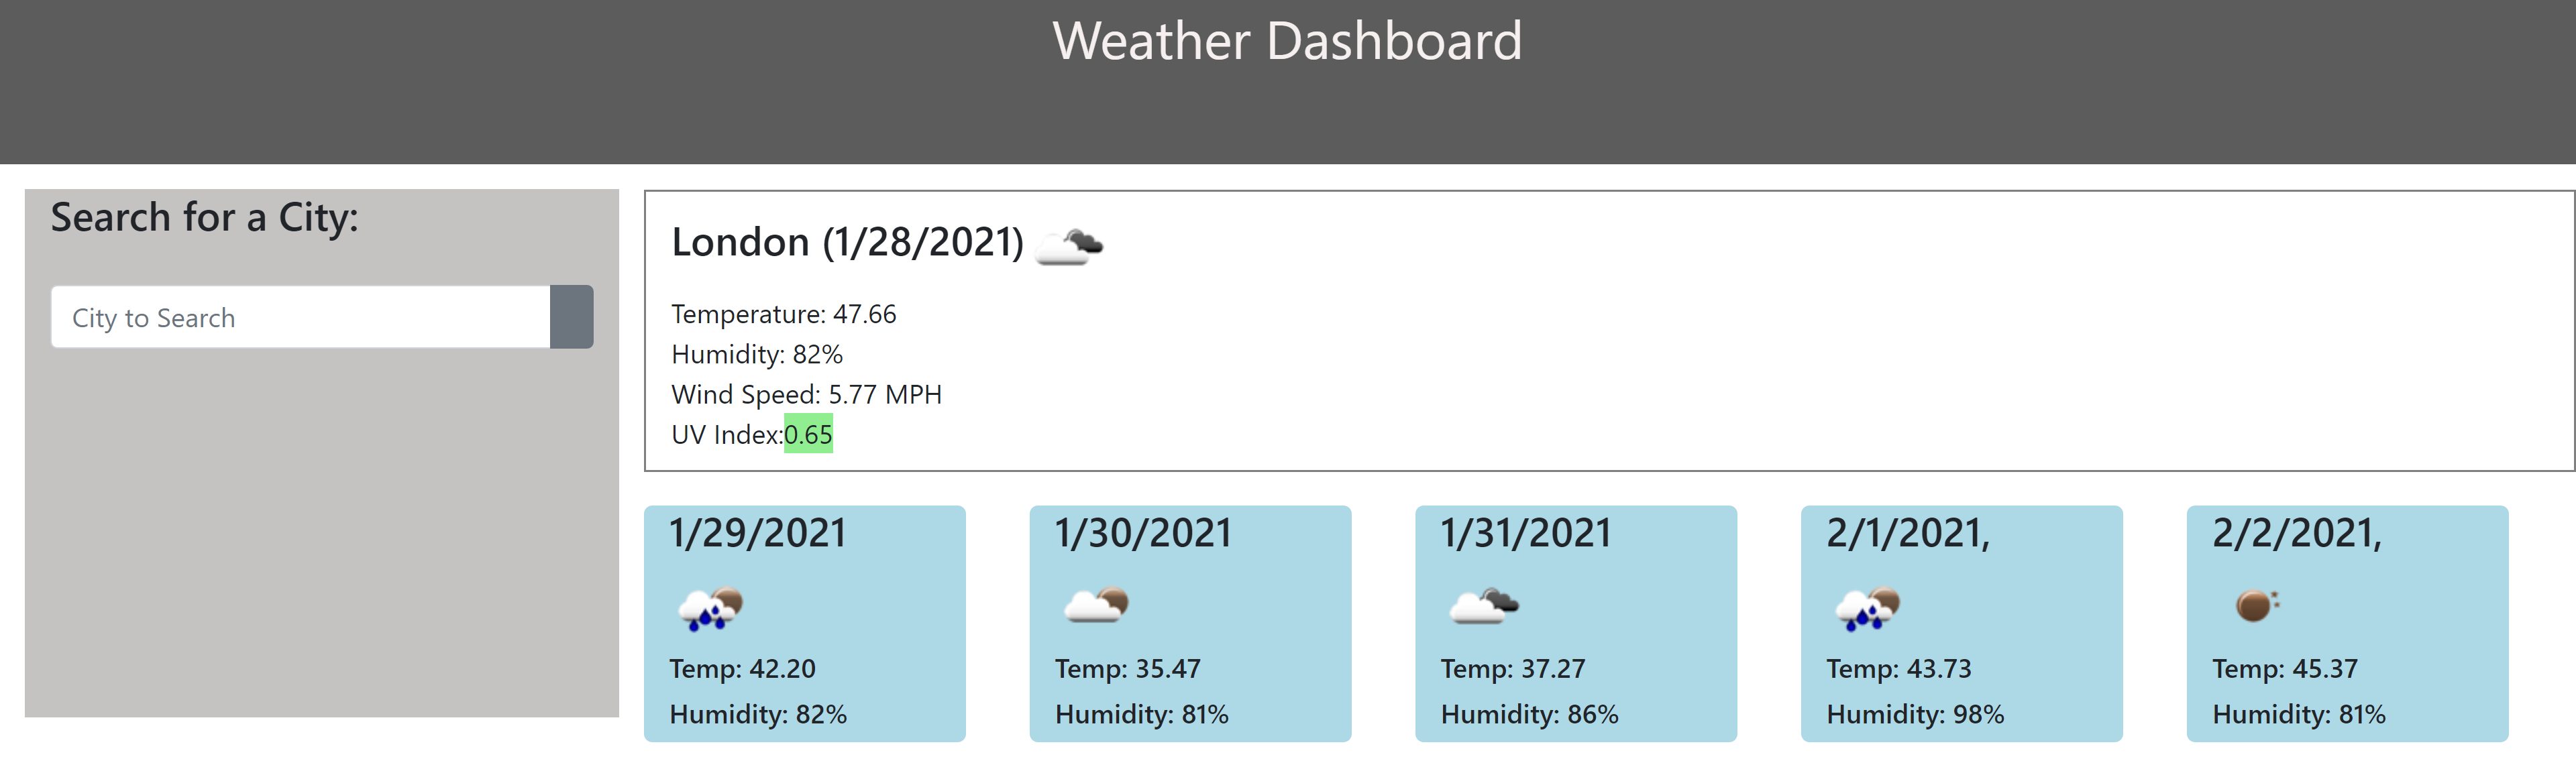 Weather Dashboard
Search for a City:
City to Search
London (1/28/2021)
Temperature: 47.66
Humidity: 82%
Wind Speed: 5.77 MPH
UV Index:0.65
1/29/2021
Temp: 42.20
Humidity: 82%
1/30/2021
Temp: 35.47
Humidity: 81%
1/31/2021
Temp: 37.27
Humidity: 86%
2/1/2021,
Temp: 43.73
Humidity: 98%
2/2/2021,
Temp: 45.37
Humidity: 81%